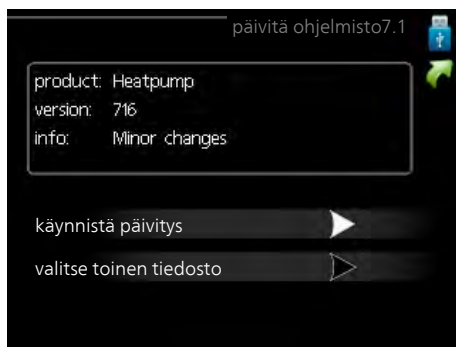 päivitä ohjelmisto7.1
product: Heatpump
version: 716
info: Minor changes
käynnistä päivitys
valitse toinen tiedosto